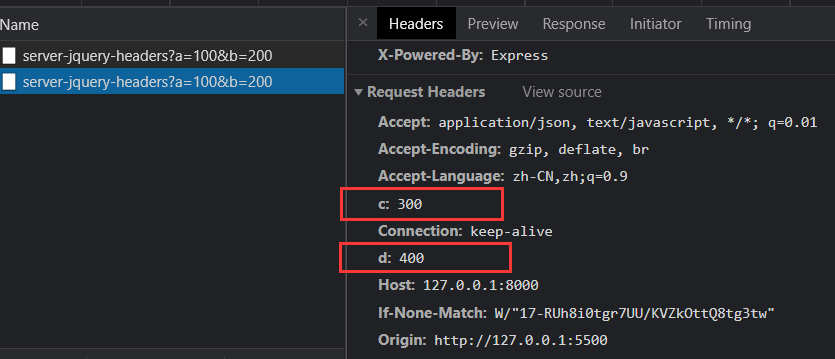 Name
server-jquery-headers?a=100&b=200
server-jquery-headers?a=100&b=200
× Headers Preview Response Initiator Timing
X-Powered-By: Express
▼ Request Headers View source
Accept: application/json, text/javascript, */*; q=0.01
Accept-Encoding: gzip, deflate, br
Accept-Language: zh-CN,zh;q=0.9
c: 300
Connection: keep-alive
d: 400
Host: 127.0.0.1:8000
If-None-Match: W/"17-RUh8i0tgr7UU/KVZkOttQ8tg3tw"
Origin: http://127.0.0.1:5500